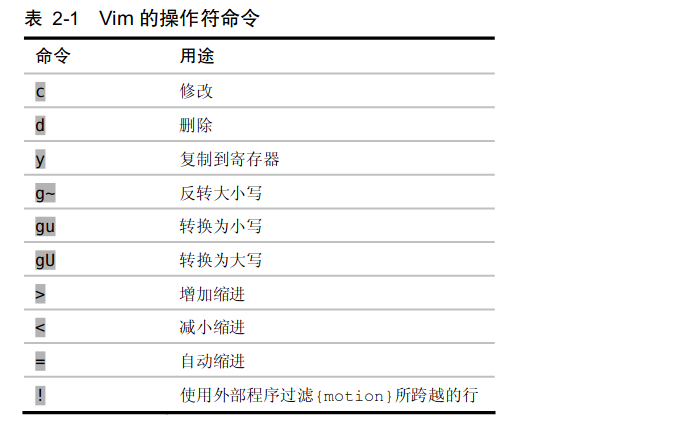 表 2-1 Vim 的操作符命令
命令 用途
c 修改
d 删除
y 复制到寄存器
g~ 反转大小写
gu 转换为小写
gU 转换为大写
> 增加缩进
< 减小缩进
= 自动缩进
! 使用外部程序过滤{motion}所跨越的行